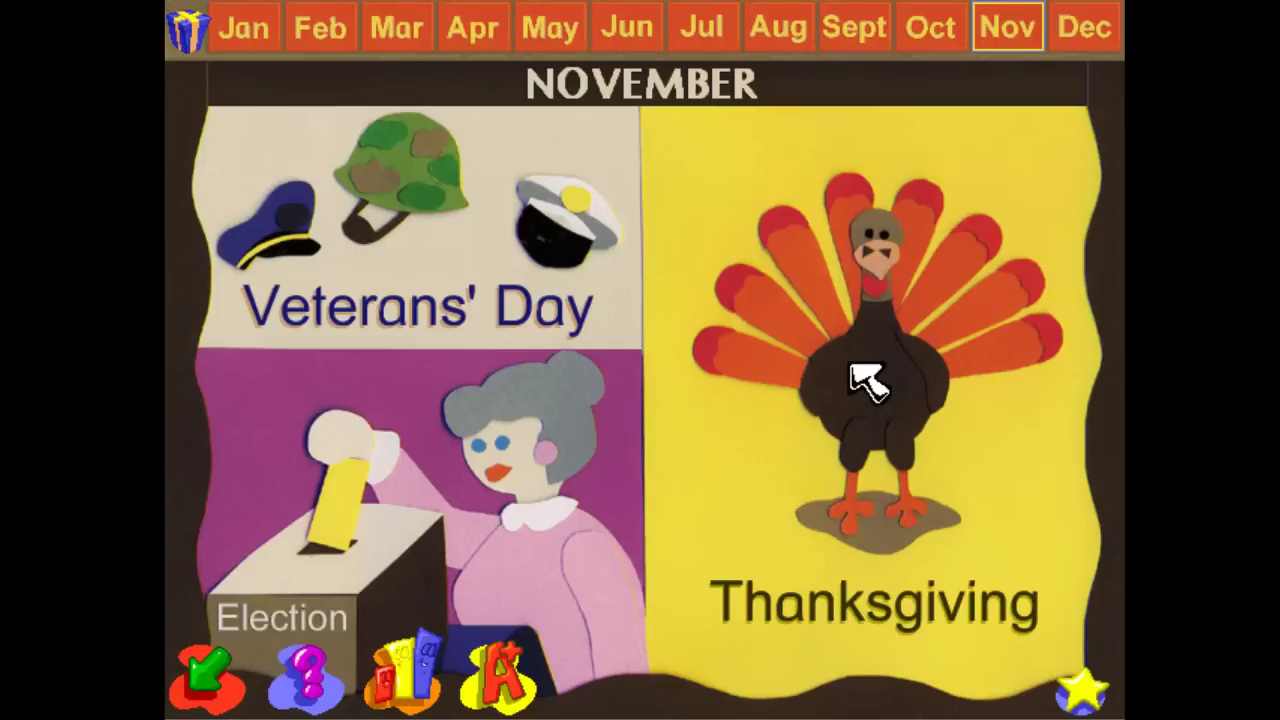 Jan Feb Mar Apr May Jun Jul Aug Sept Oct Nov Dec
NOVEMBER
Veterans' Day
Election
Thanksgiving
A+